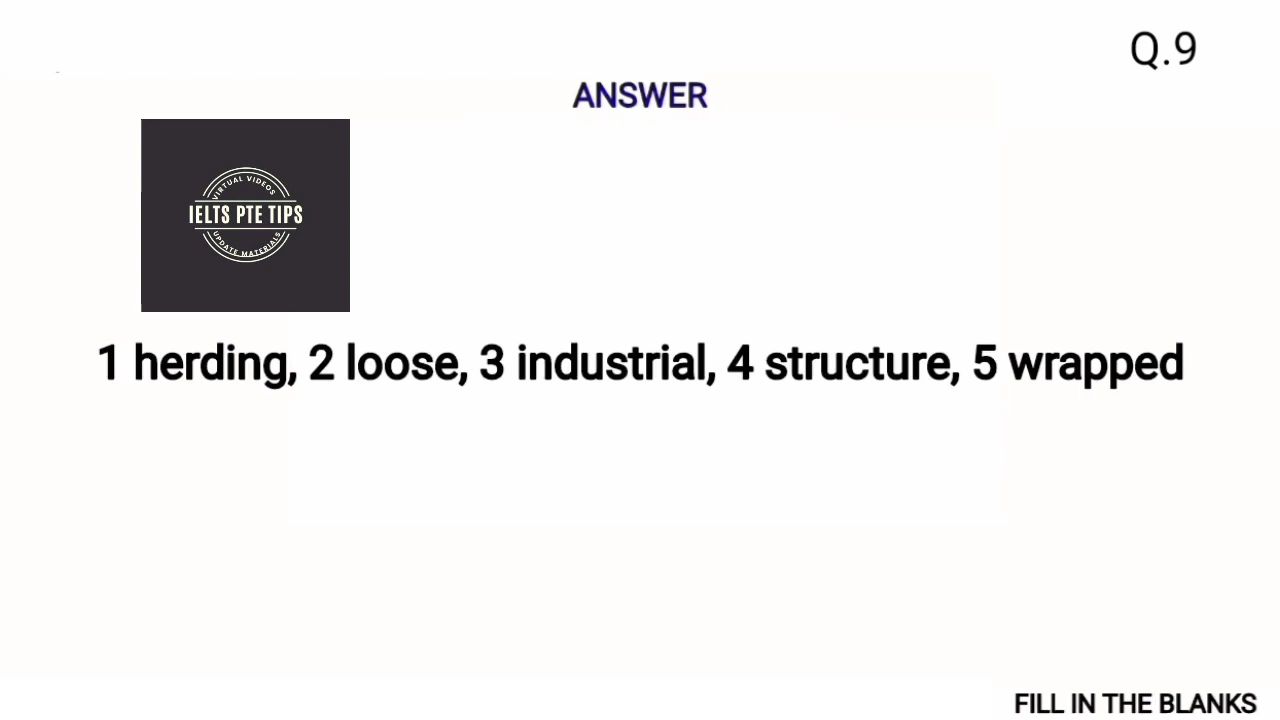 Q.9
ANSWER
VIRTUAL VIDEOS
IELTS PTE TIPS
UPDATE MATERIALS
1 herding, 2 loose, 3 industrial, 4 structure, 5 wrapped
FILL IN THE BLANKS